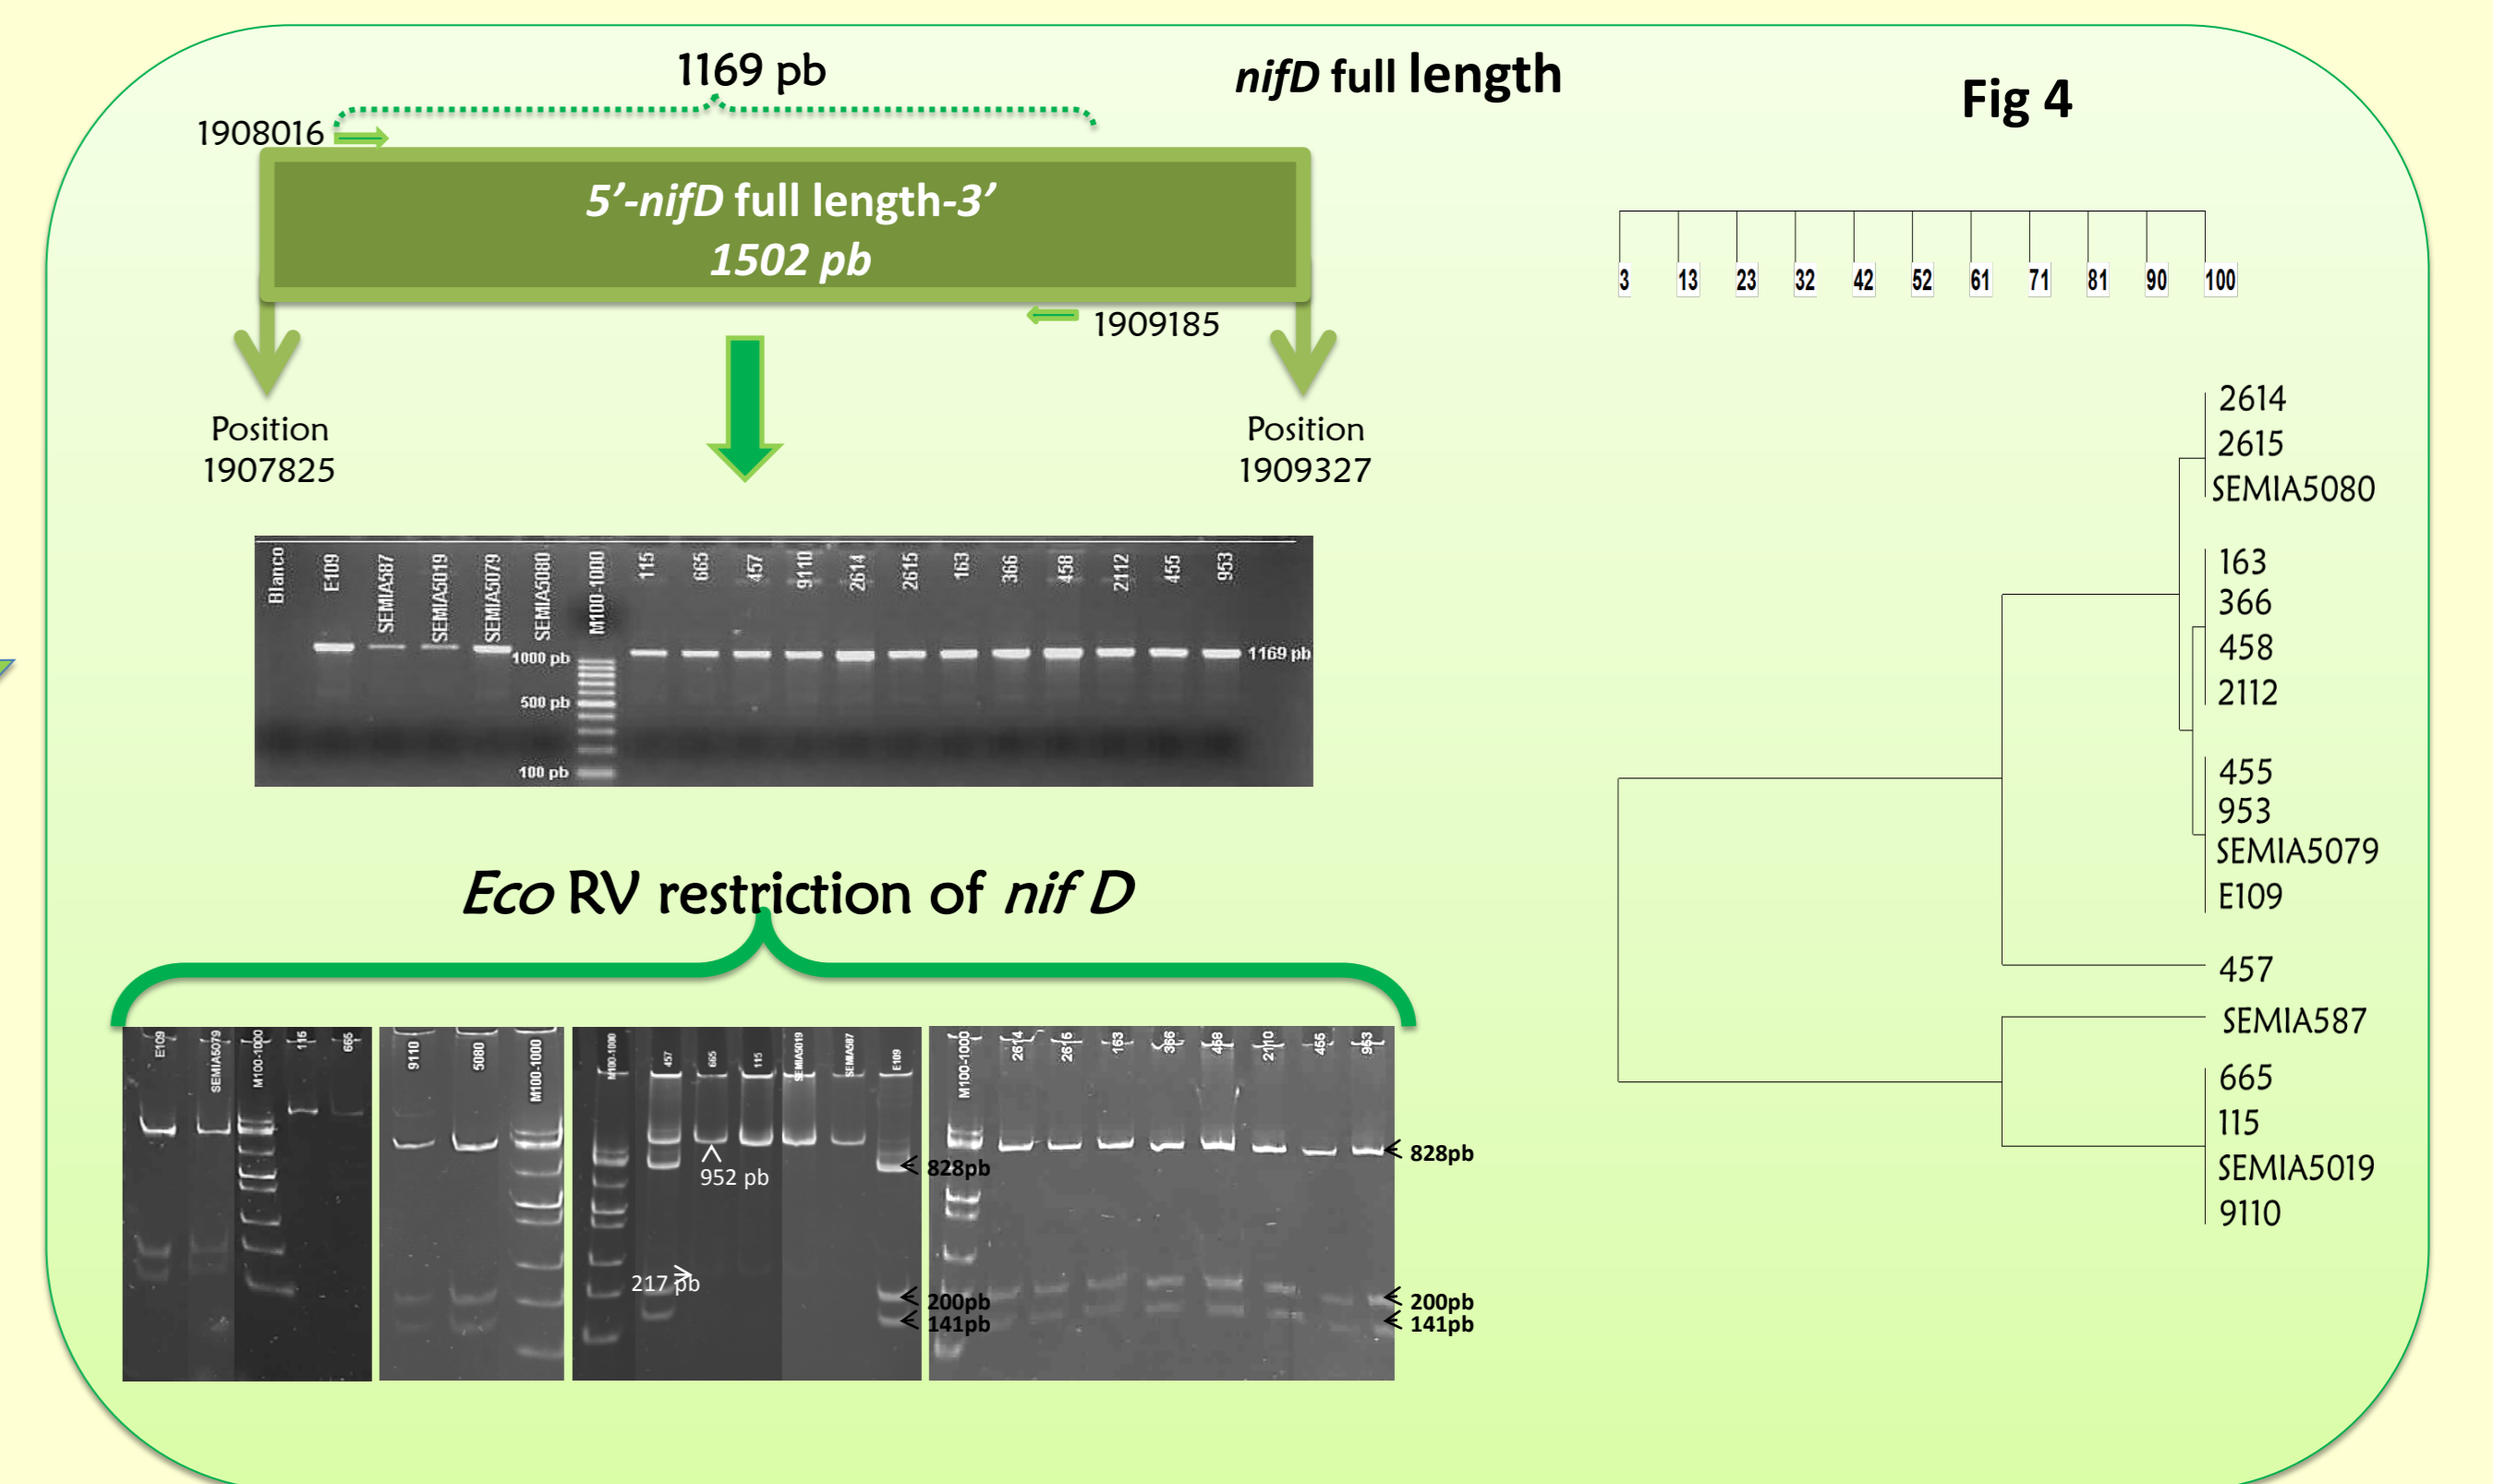 1169 pb
nifD full length
Fig 4
1908016
5’-nifD full length-3’
1502 pb
1909185
Position
1907825
Position
1909327
3 13 23 32 42 52 61 71 81 90 100
Blanco E109 SEMIA587 SEMIA5019 SEMIA5079 SEMIA5080 M100-1000 115 665 457 9110 2614 2615 163 366 458 2112 455 953
1000 pb
1169 pb
500 pb
100 pb
Eco RV restriction of nif D
E109 SEMIA5079 M100-1000 115 665
9110 5080 M100-1000
M100-1000 457 665 115 SEMIA5019 SEMIA587 E109
M100-1000 2614 2615 163 366 458 2110 455 953
952 pb
828pb
828pb
217 pb
200pb
141pb
200pb
141pb
2614
2615
SEMIA5080
163
366
458
2112
455
953
SEMIA5079
E109
457
SEMIA587
665
115
SEMIA5019
9110